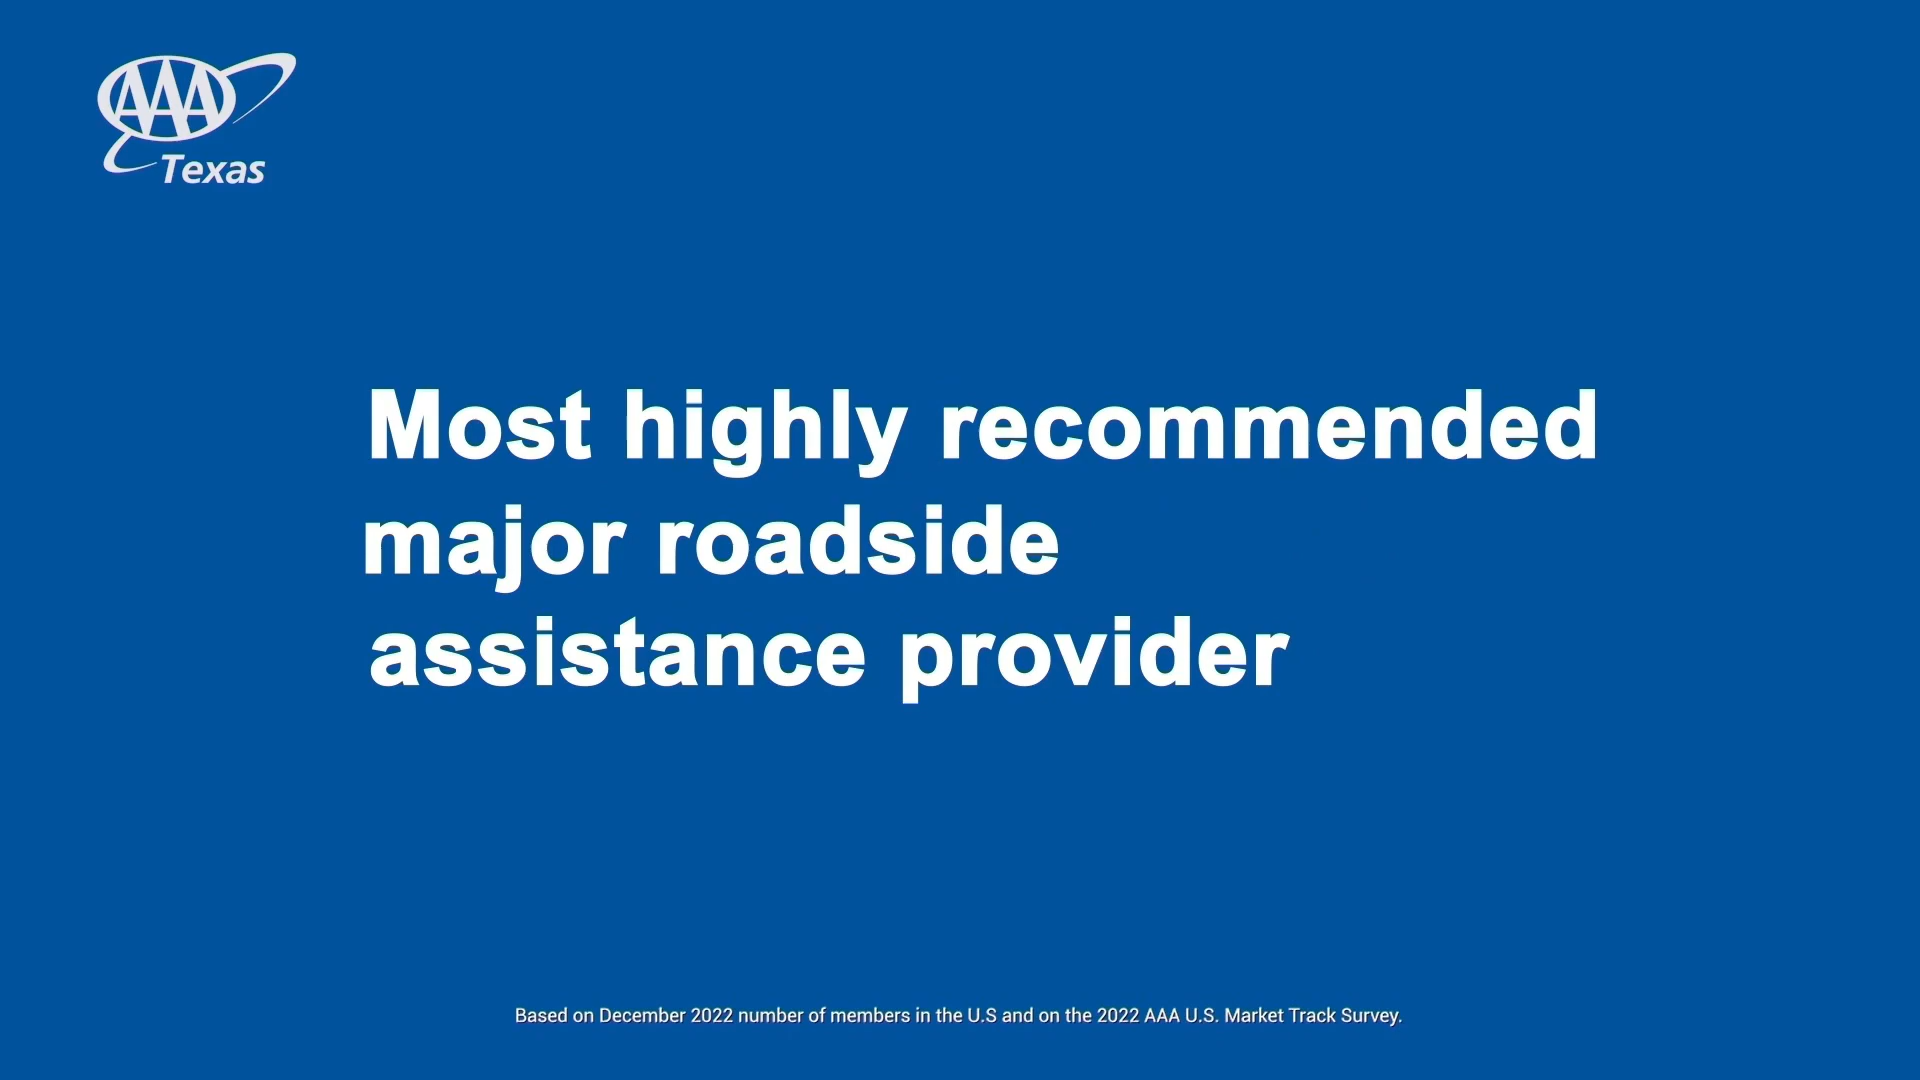 AAA
Texas
Most highly recommended
major roadside
assistance provider
Based on December 2022 number of members in the U.S and on the 2022 AAA U.S. Market Track Survey.